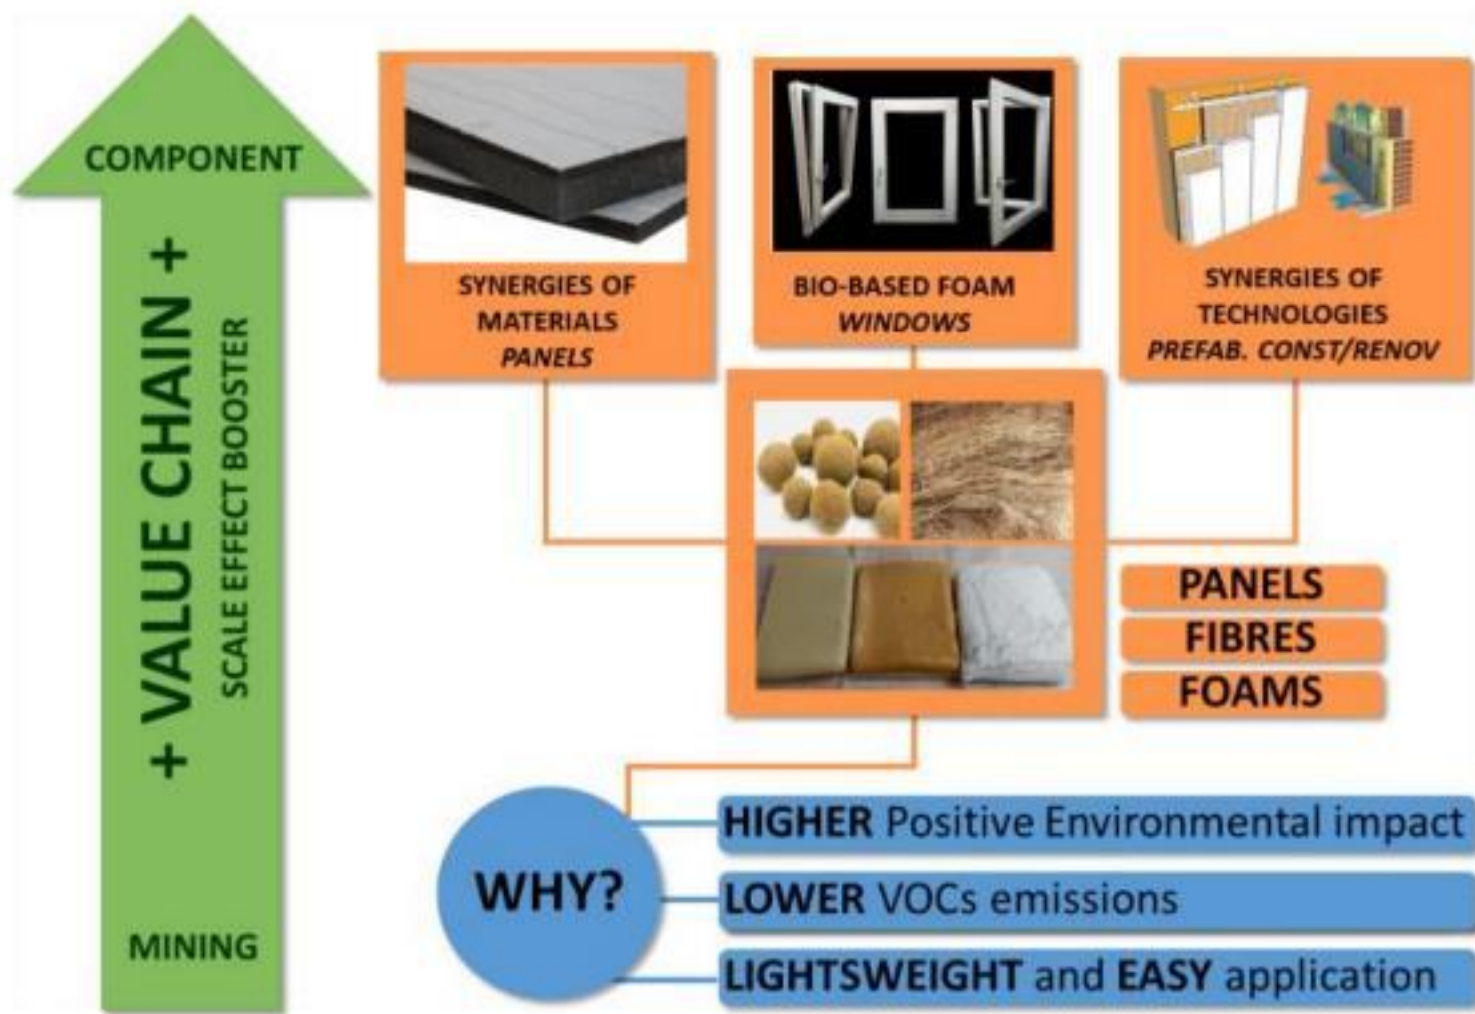 COMPONENT
+ VALUE CHAIN +
SCALE EFFECT BOOSTER
MINING
SYNERGIES OF
MATERIALS
PANELS
BIO-BASED FOAM
WINDOWS
SYNERGIES OF
TECHNOLOGIES
PREFAB. CONST/RENOV
PANELS
FIBRES
FOAMS
WHY?
HIGHER Positive Environmental impact
LOWER VOCs emissions
LIGHTSWEIGHT and EASY application